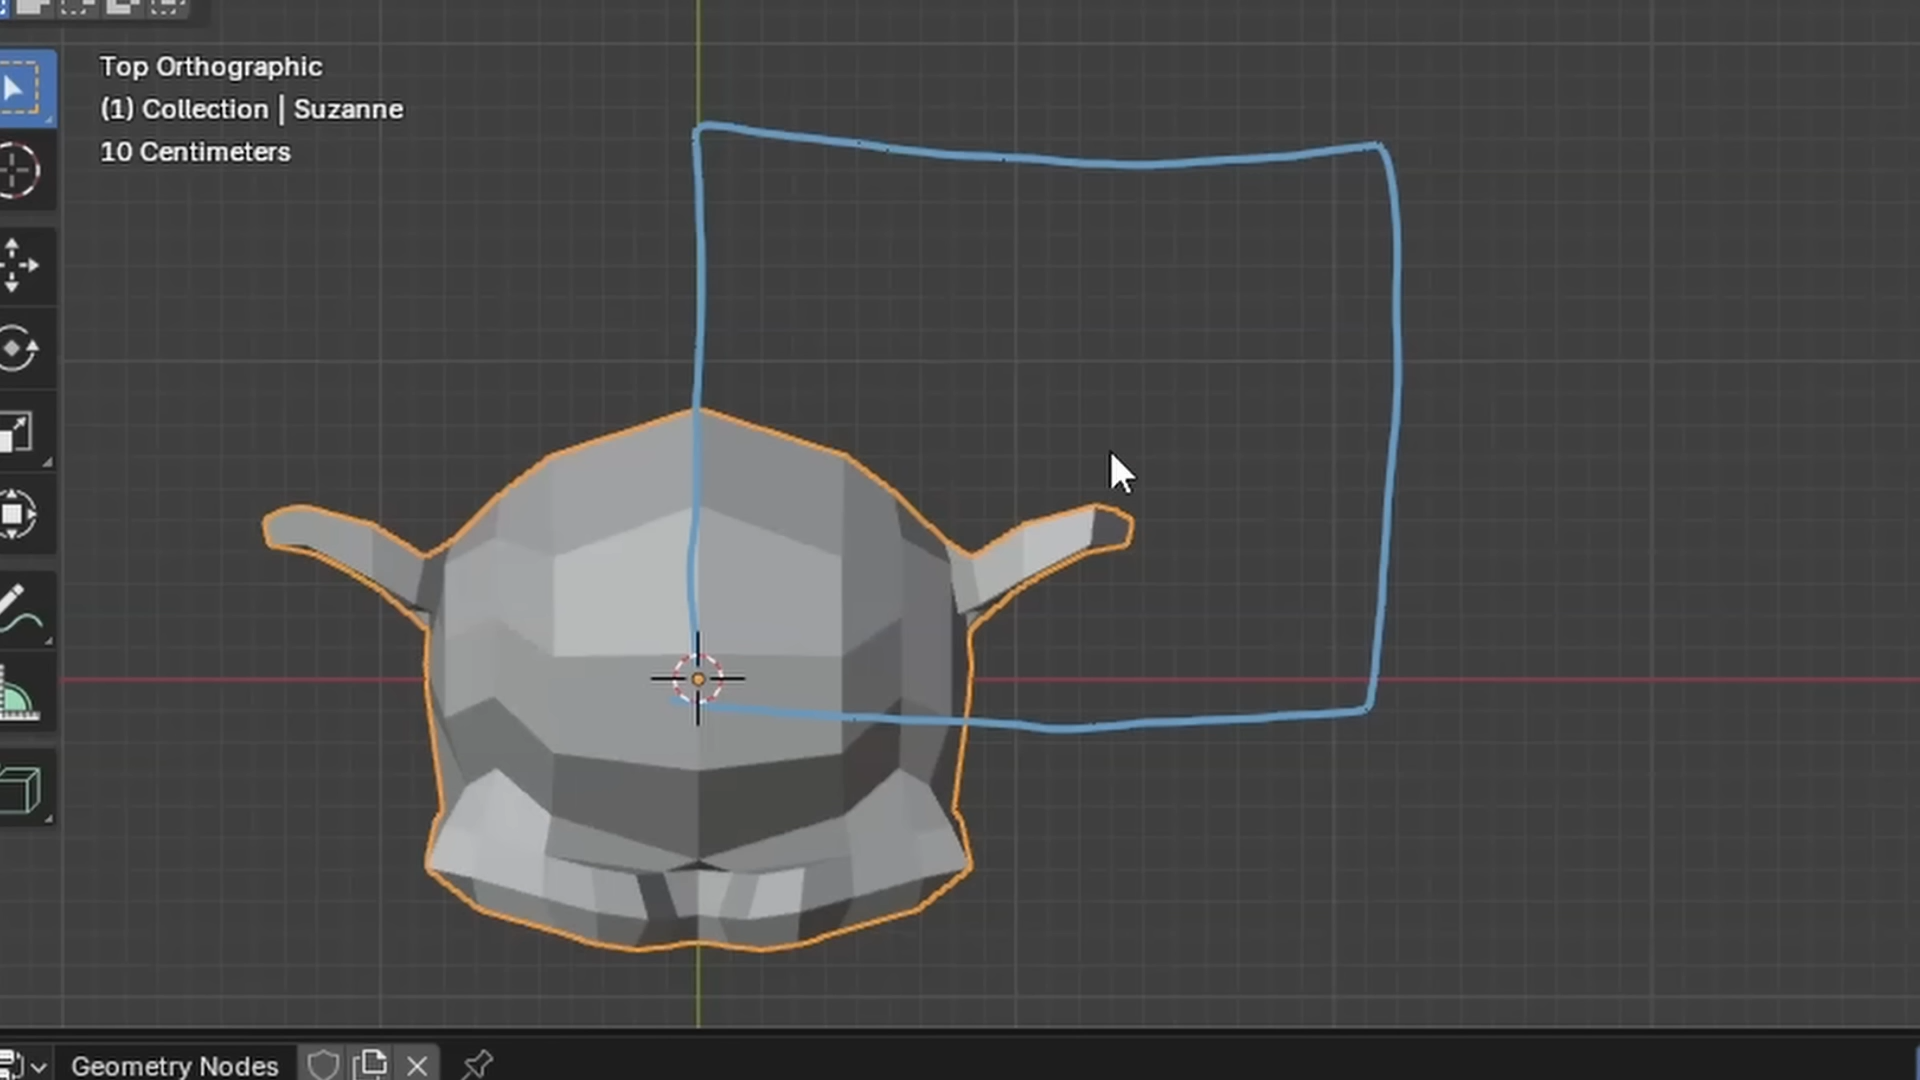 Top Orthographic
(1) Collection | Suzanne
10 Centimeters
Geometry Nodes